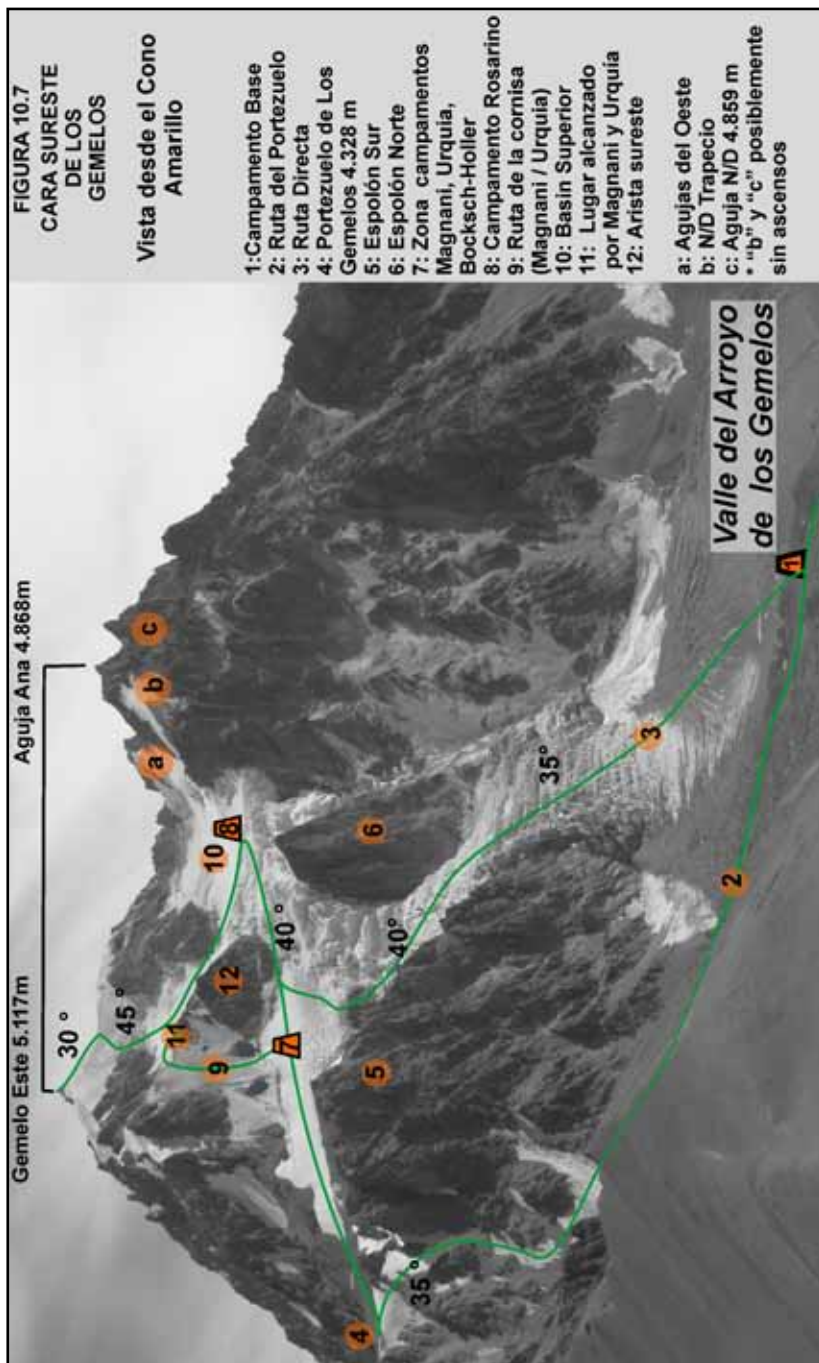 FIGURA 10.7
CARA SURESTE
DE LOS
GEMELOS
Vista desde el Cono
Amarillo
1:Campamento Base
2: Ruta del Portezuelo
3: Ruta Directa
4: Portezuelo de Los
Gemelos 4.328 m
5: Espolón Sur
6: Espolón Norte
7: Zona campamentos
Magnani, Urquia,
Bocksch-Holler
8: Campamento Rosarino
9: Ruta de la cornisa
(Magnani / Urquia)
10: Basin Superior
11: Lugar alcanzado
por Magnani y Urquía
12: Arista sureste
a: Agujas del Oeste
b: N/D Trapecio
c: Aguja N/D 4.859 m
* "b" y "c" posiblemente
sin ascensos
Gemelo Este 5.117m
Aguja Ana 4.868m
30 °
45 °
a
b
c
10
8
11
12
9
40 °
7
6
40°
35°
5
3
4
35 °
2
1
Valle del Arroyo
de los Gemelos